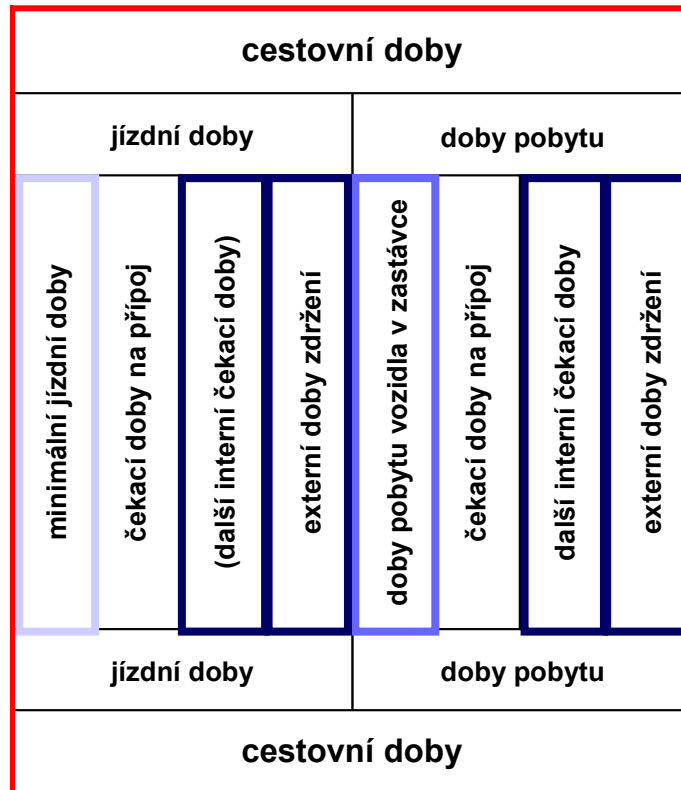 cestovní doby
jízdní doby
doby pobytu
minimální jízdní doby
čekací doby na přípoj
(další interní čekací doby)
externí doby zdržení
doby pobytu vozidla v zastávce
čekací doby na přípoj
další interní čekací doby
externí doby zdržení
jízdní doby
doby pobytu
cestovní doby